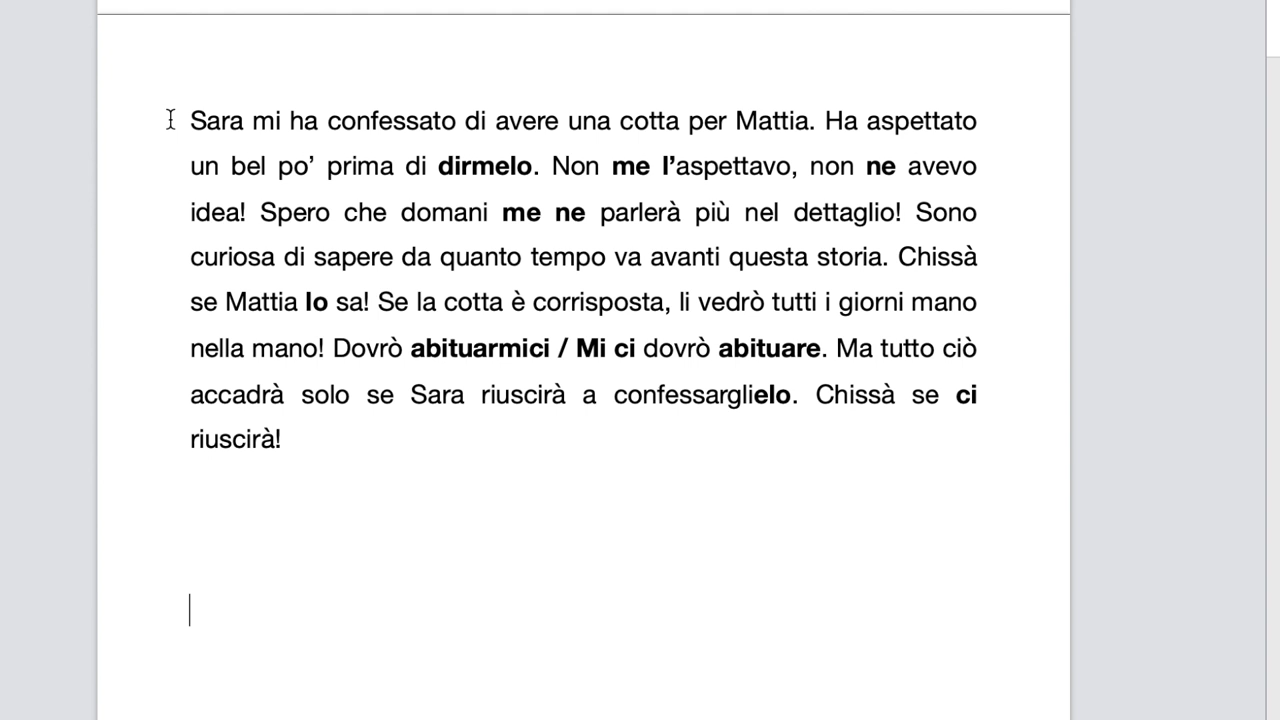 Sara mi ha confessato di avere una cotta per Mattia. Ha aspettato
un bel po’ prima di dirmelo. Non me l’aspettavo, non ne avevo
idea! Spero che domani me ne parlerà più nel dettaglio! Sono
curiosa di sapere da quanto tempo va avanti questa storia. Chissà
se Mattia lo sa! Se la cotta è corrisposta, li vedrò tutti i giorni mano
nella mano! Dovrò abituarmici / Mi ci dovrò abituare. Ma tutto ciò
accadrà solo se Sara riuscirà a confessarglielo. Chissà se ci
riuscirà!